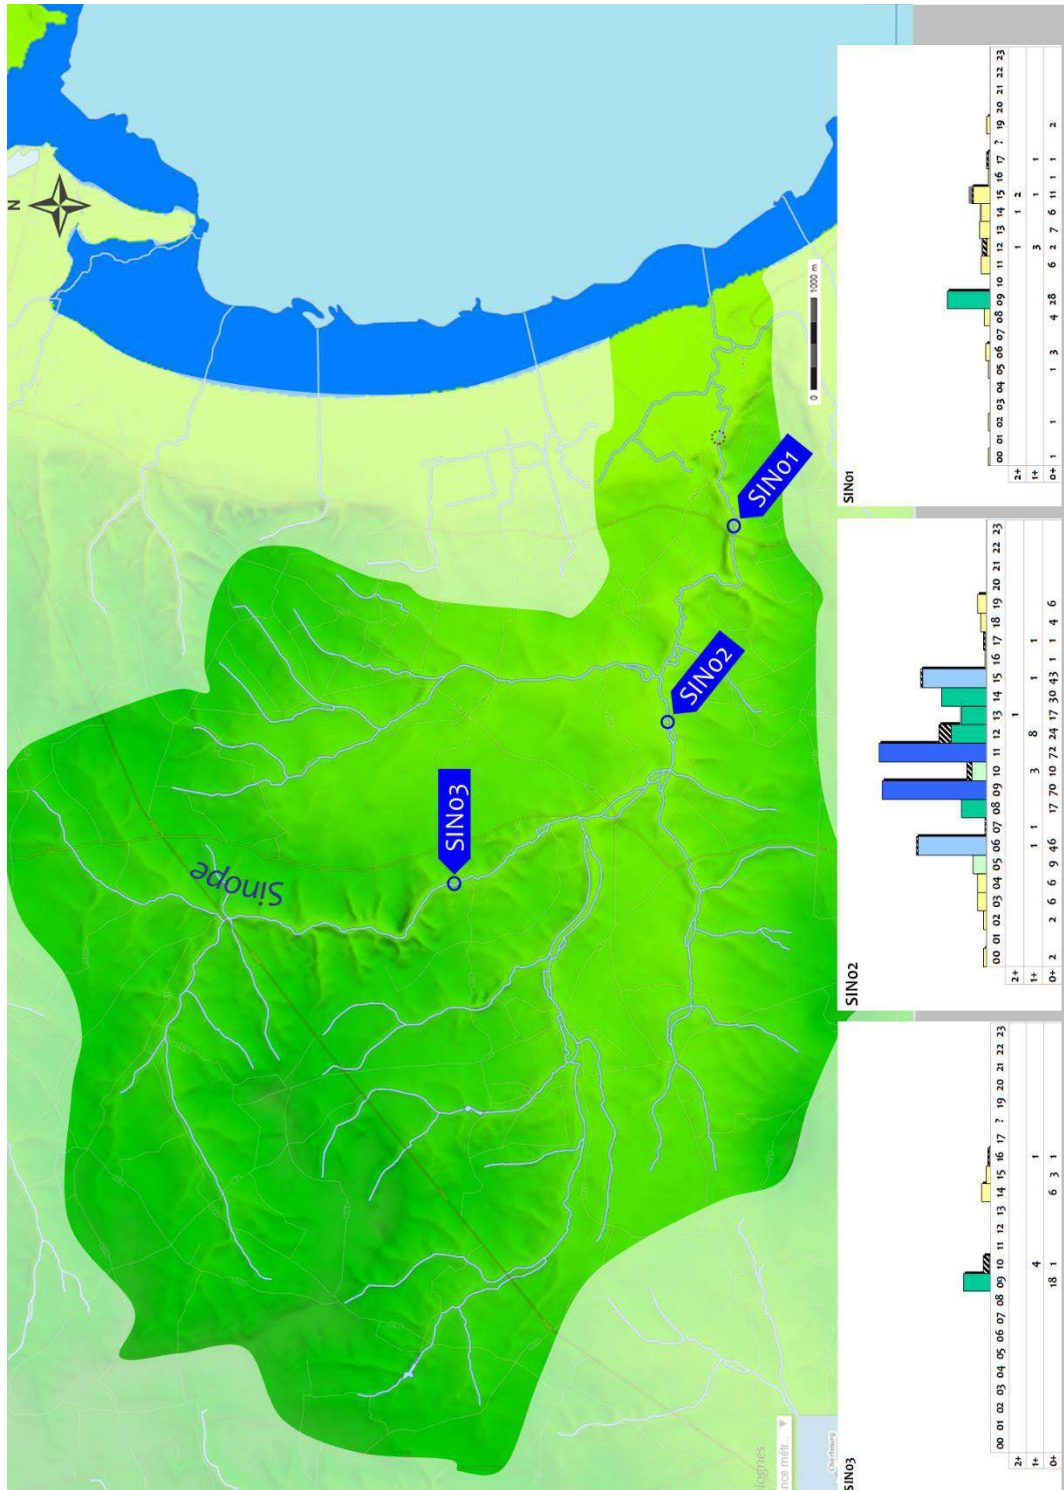 N
Sinope
SIN03
SIN02
SIN01
0 1000 m
lognes
nce métr...
Cherbourg
SIN03
00 01 02 03 04 05 06 07 08 09 10 11 12 13 14 15 16 17 ? 19 20 21 22 23
2+
1+ 4 1
0+ 18 1 6 3 1
SIN02
00 01 02 03 04 05 06 07 08 09 10 11 12 13 14 15 16 17 18 19 20 21 22 23
2+ 1
1+ 1 1 3 8 1 1
0+ 2 2 6 6 9 46 17 70 10 72 24 17 30 43 1 1 4 6
SIN01
00 01 02 03 04 05 06 07 08 09 10 11 12 13 14 15 16 17 ? 19 20 21 22 23
2+ 1 1 2
1+ 3 1 1
0+ 1 1 1 3 4 28 6 2 7 6 11 1 1 2